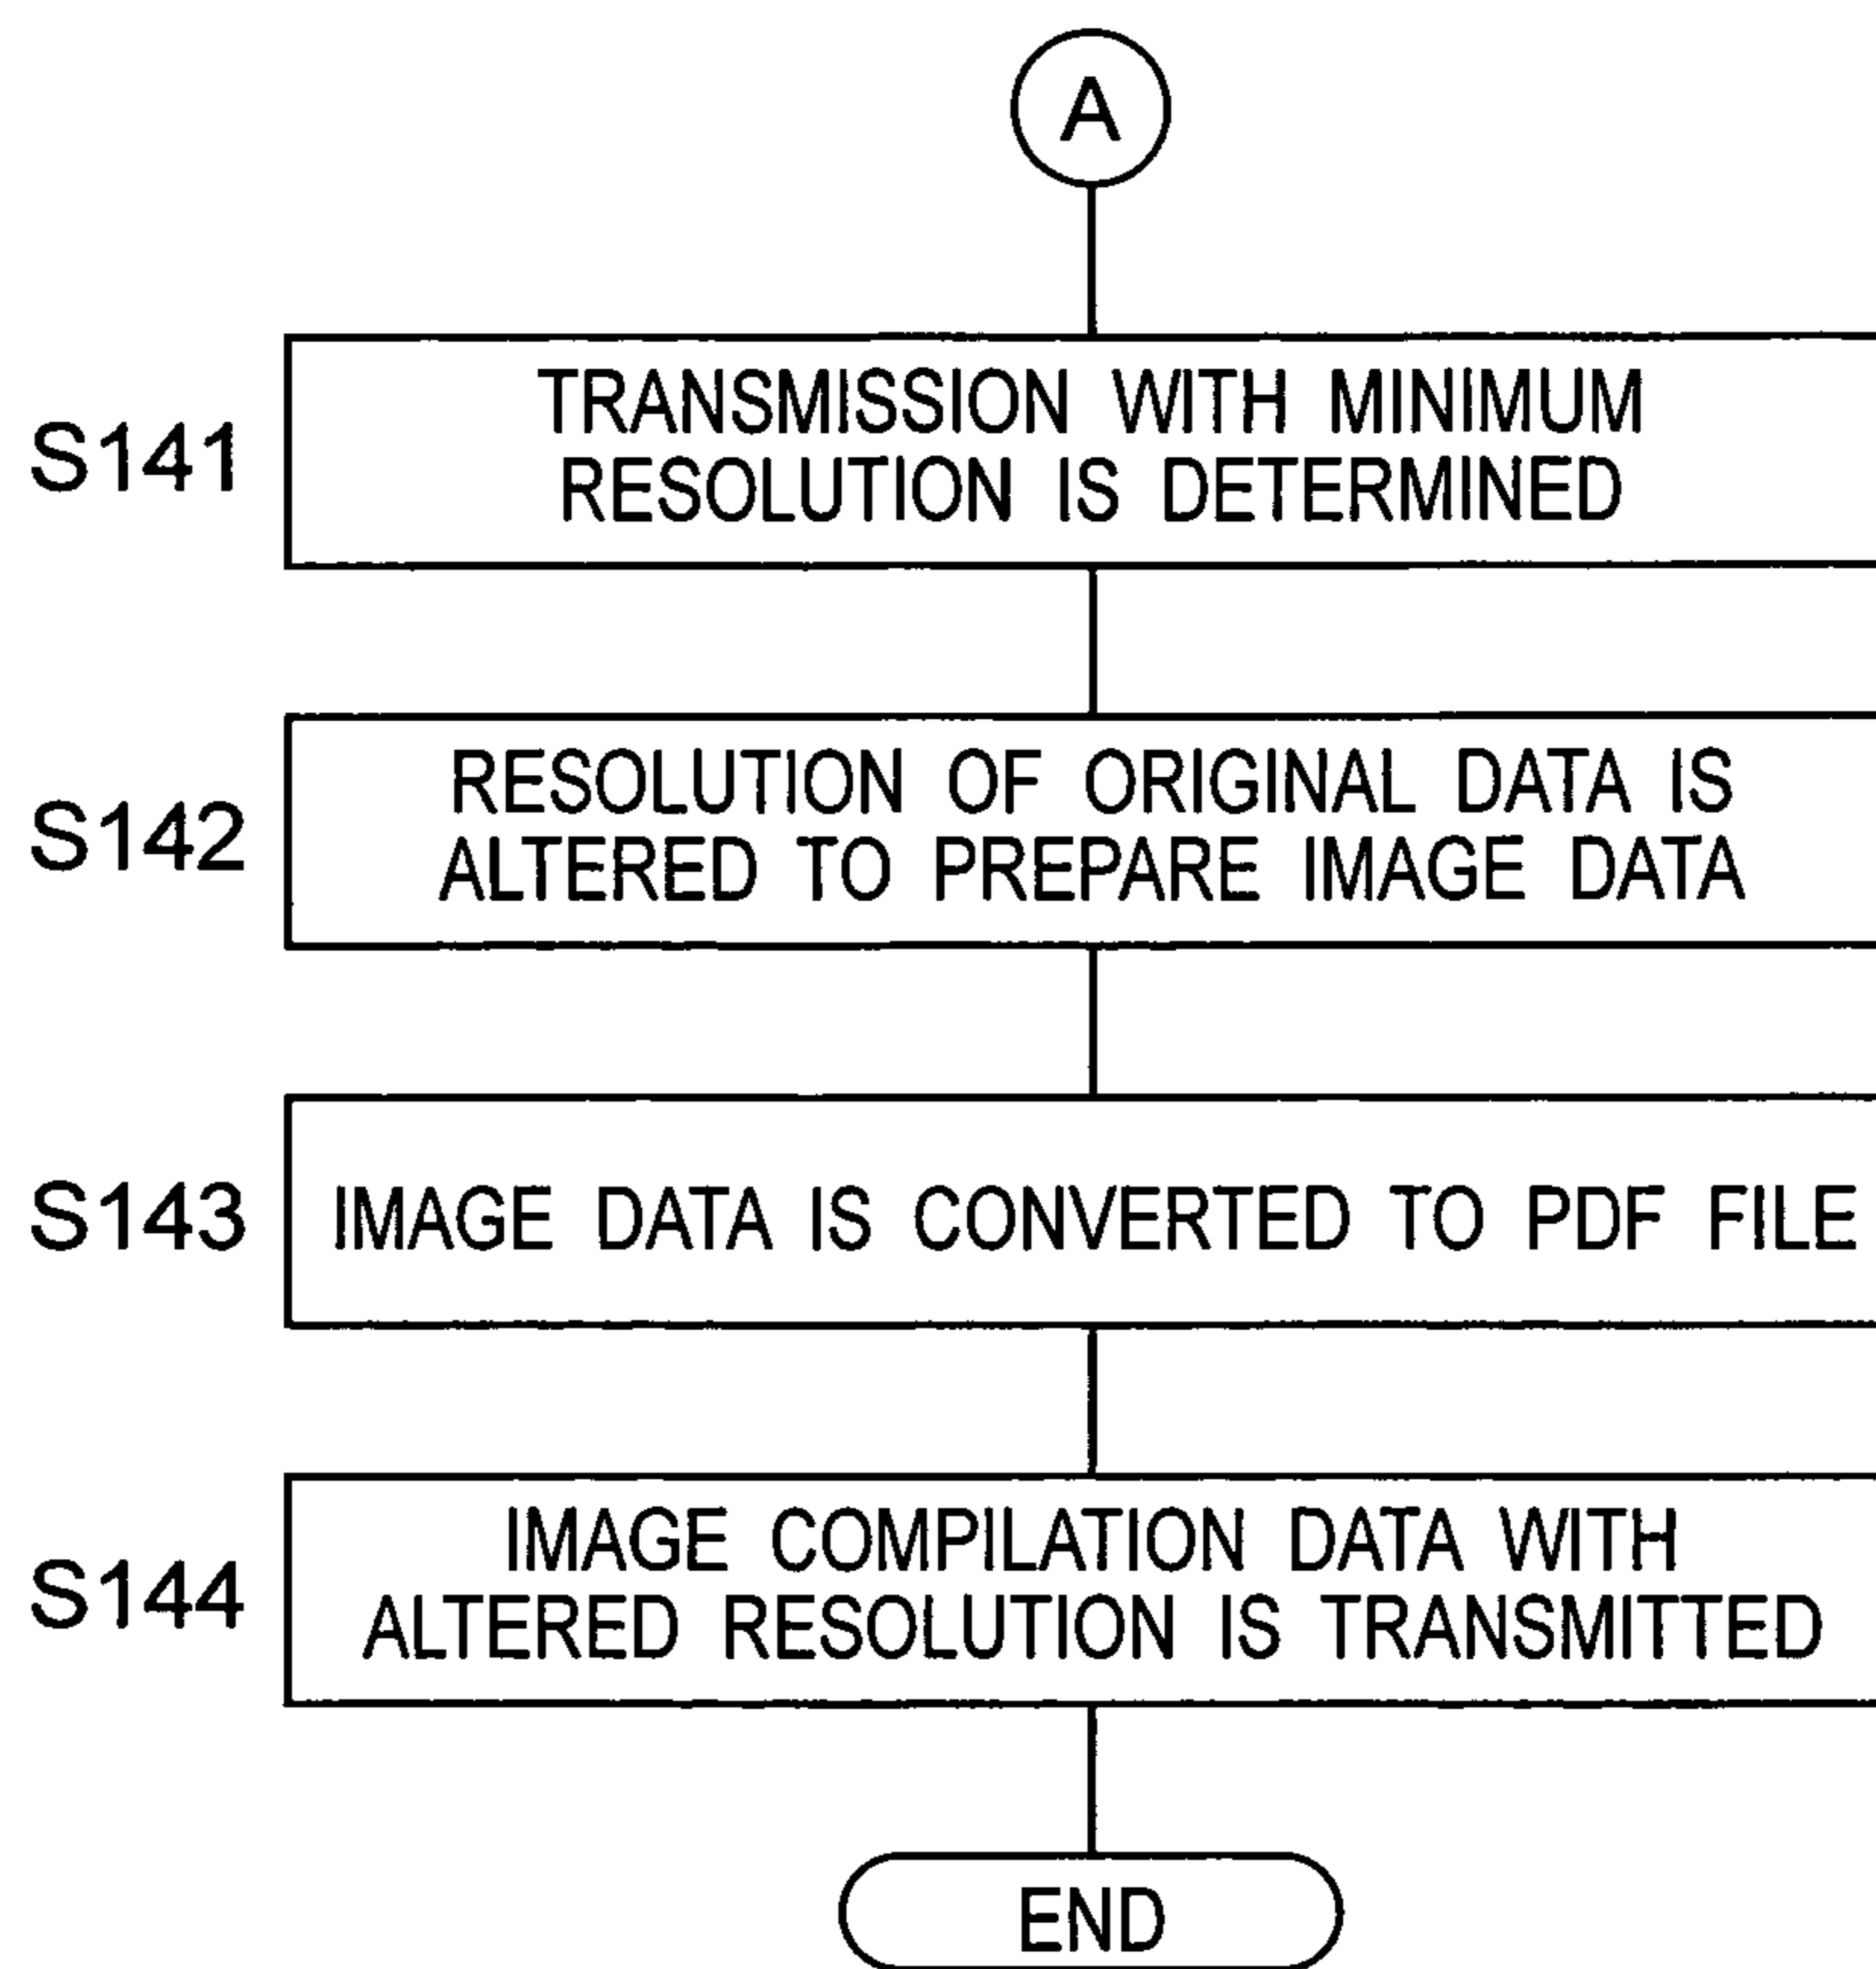 A
S141
TRANSMISSION WITH MINIMUM
RESOLUTION IS DETERMINED
S142
RESOLUTION OF ORIGINAL DATA IS
ALTERED TO PREPARE IMAGE DATA
S143
IMAGE DATA IS CONVERTED TO PDF FILE
S144
IMAGE COMPILATION DATA WITH
ALTERED RESOLUTION IS TRANSMITTED
END